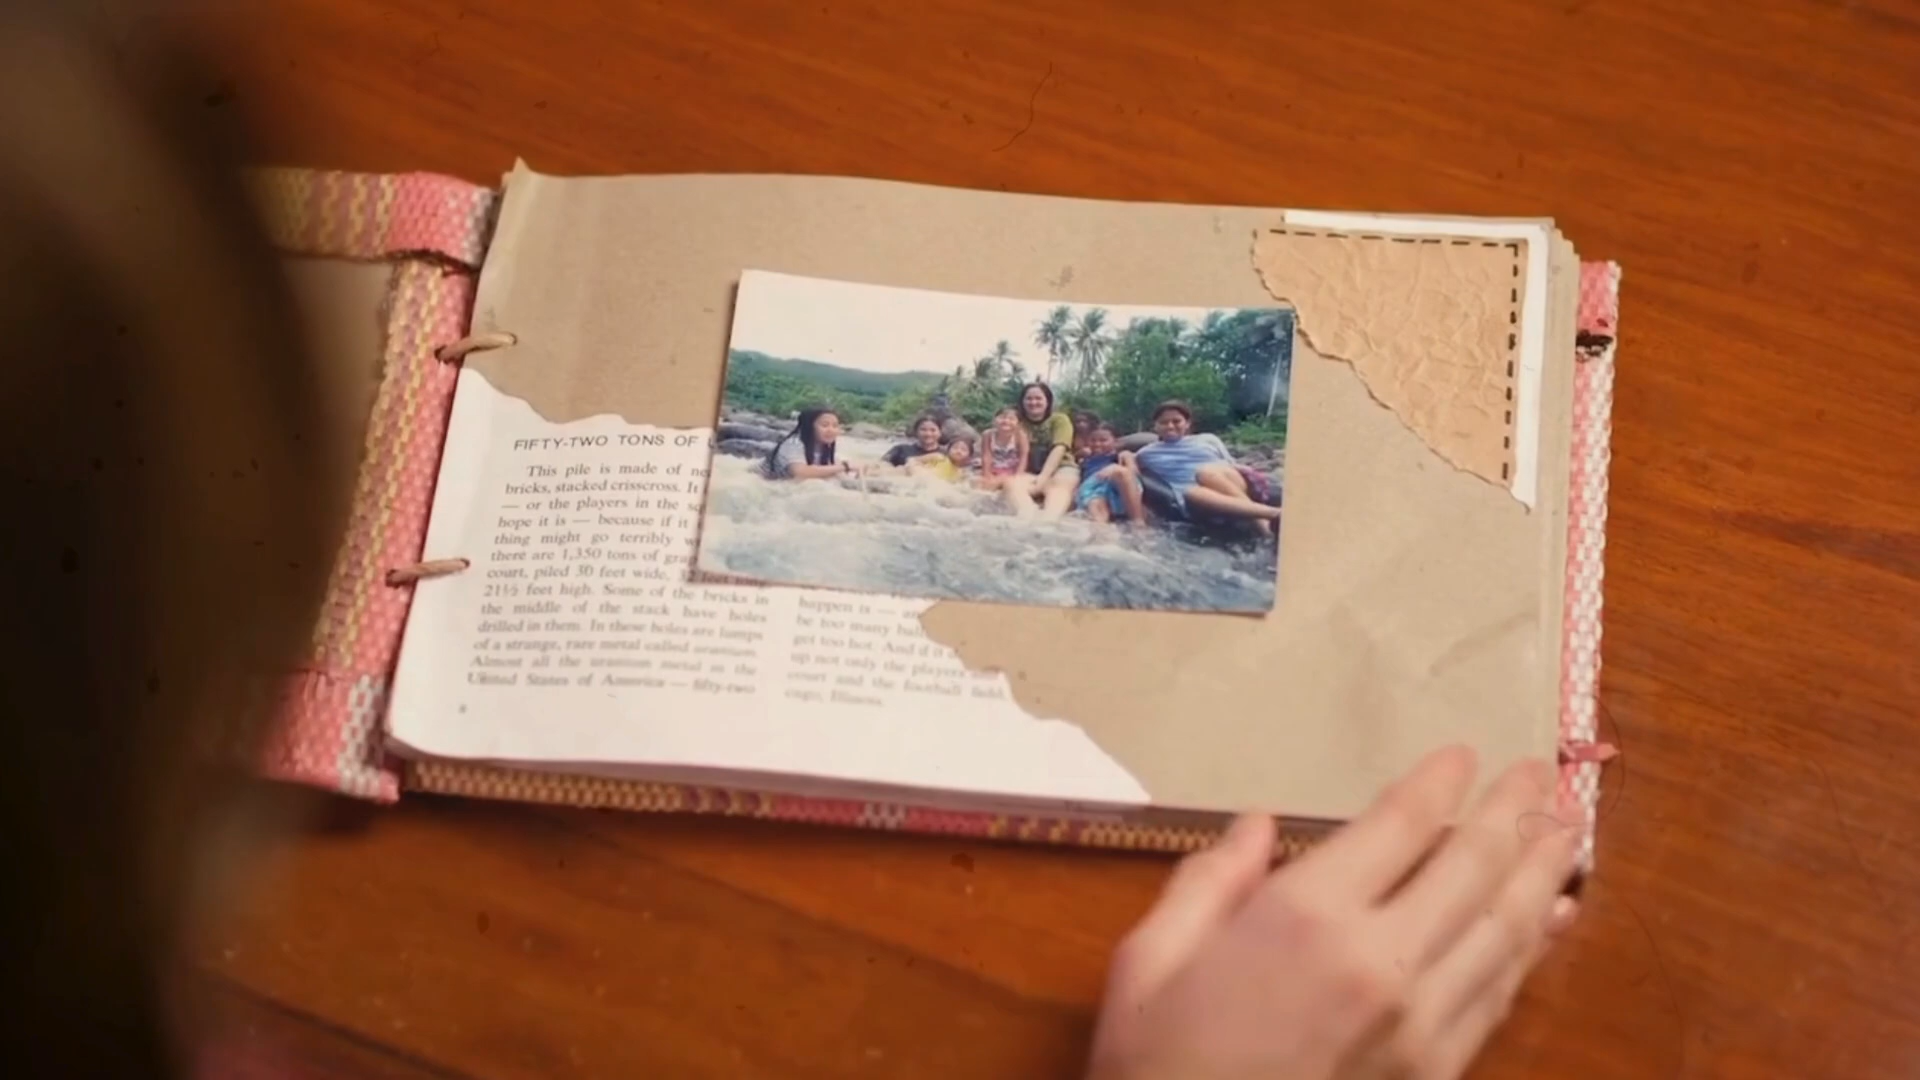 FIFTY-TWO TONS OF
This pile is made of
bricks, stacked crisscross. It
— or the players in the
hope it is — because if it
thing might go terribly
there are 1,350 tons of
court, piled 30 feet wide, 32 feet long
21½ feet high. Some of the bricks in
the middle of the stack have holes
drilled in them. In these holes are lumps
of a strange, rare metal called uranium.
Almost all the uranium metal in the
United States of America — fifty-two
8
happen is —
be too many
get too hot. And if it
up not only the players
court and the football field
Illinois.